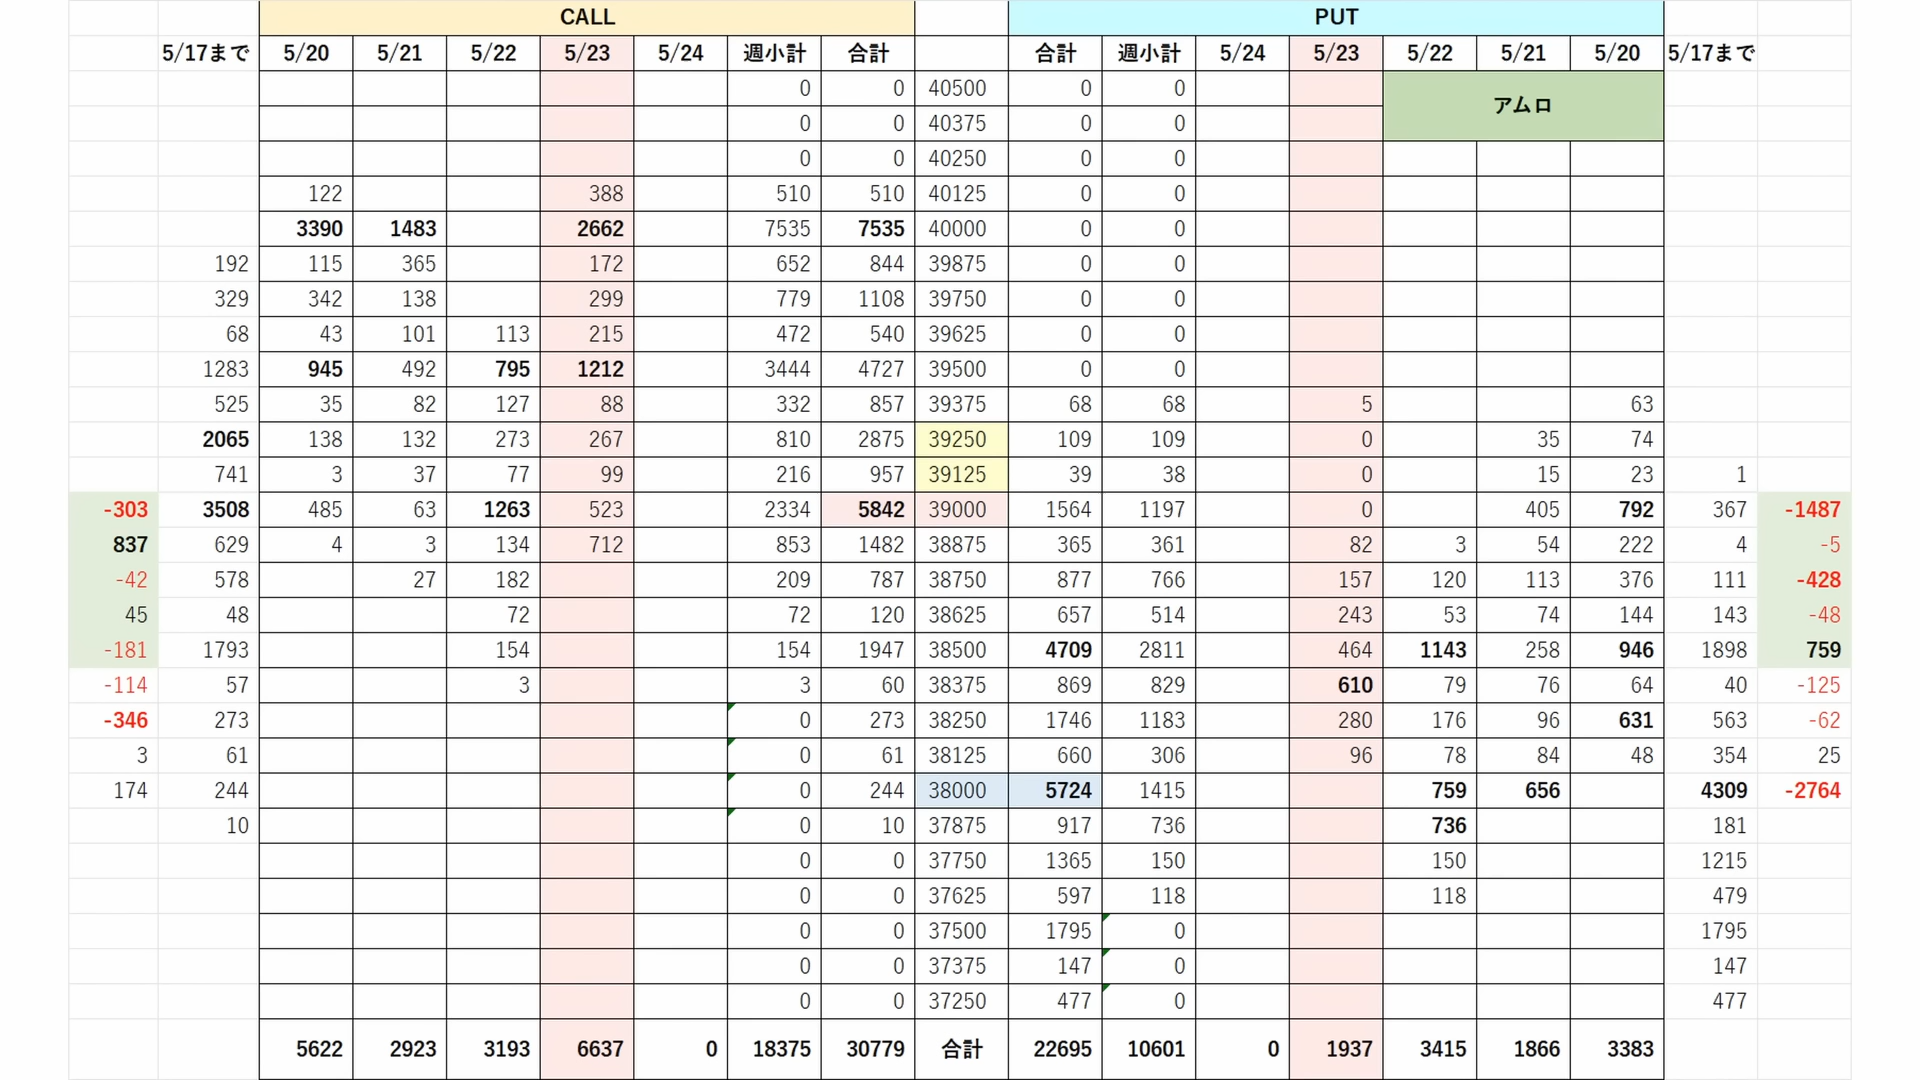 CALL PUT
5/17まで 5/20 5/21 5/22 5/23 5/24 週小計 合計 合計 週小計 5/24 5/23 5/22 5/21 5/20 5/17まで
0 0 40500 0 0 アムロ
0 0 40375 0 0
0 0 40250 0 0
122 388 510 510 40125 0 0
3390 1483 2662 7535 7535 40000 0 0
192 115 365 172 652 844 39875 0 0
329 342 138 299 779 1108 39750 0 0
68 43 101 113 215 472 540 39625 0 0
1283 945 492 795 1212 3444 4727 39500 0 0
525 35 82 127 88 332 857 39375 68 68 5 63
2065 138 132 273 267 810 2875 39250 109 109 0 35 74
741 3 37 77 99 216 957 39125 39 38 0 15 23 1
-303 3508 485 63 1263 523 2334 5842 39000 1564 1197 0 405 792 367 -1487
837 629 4 3 134 712 853 1482 38875 365 361 82 3 54 222 4 -5
-42 578 27 182 209 787 38750 877 766 157 120 113 376 111 -428
45 48 72 72 120 38625 657 514 243 53 74 144 143 -48
-181 1793 154 154 1947 38500 4709 2811 464 1143 258 946 1898 759
-114 57 3 3 60 38375 869 829 610 79 76 64 40 -125
-346 273 0 273 38250 1746 1183 280 176 96 631 563 -62
3 61 0 61 38125 660 306 96 78 84 48 354 25
174 244 0 244 38000 5724 1415 759 656 4309 -2764
10 0 10 37875 917 736 736 181
0 0 37750 1365 150 150 1215
0 0 37625 597 118 118 479
0 0 37500 1795 0 1795
0 0 37375 147 0 147
0 0 37250 477 0 477
5622 2923 3193 6637 0 18375 30779 合計 22695 10601 0 1937 3415 1866 3383